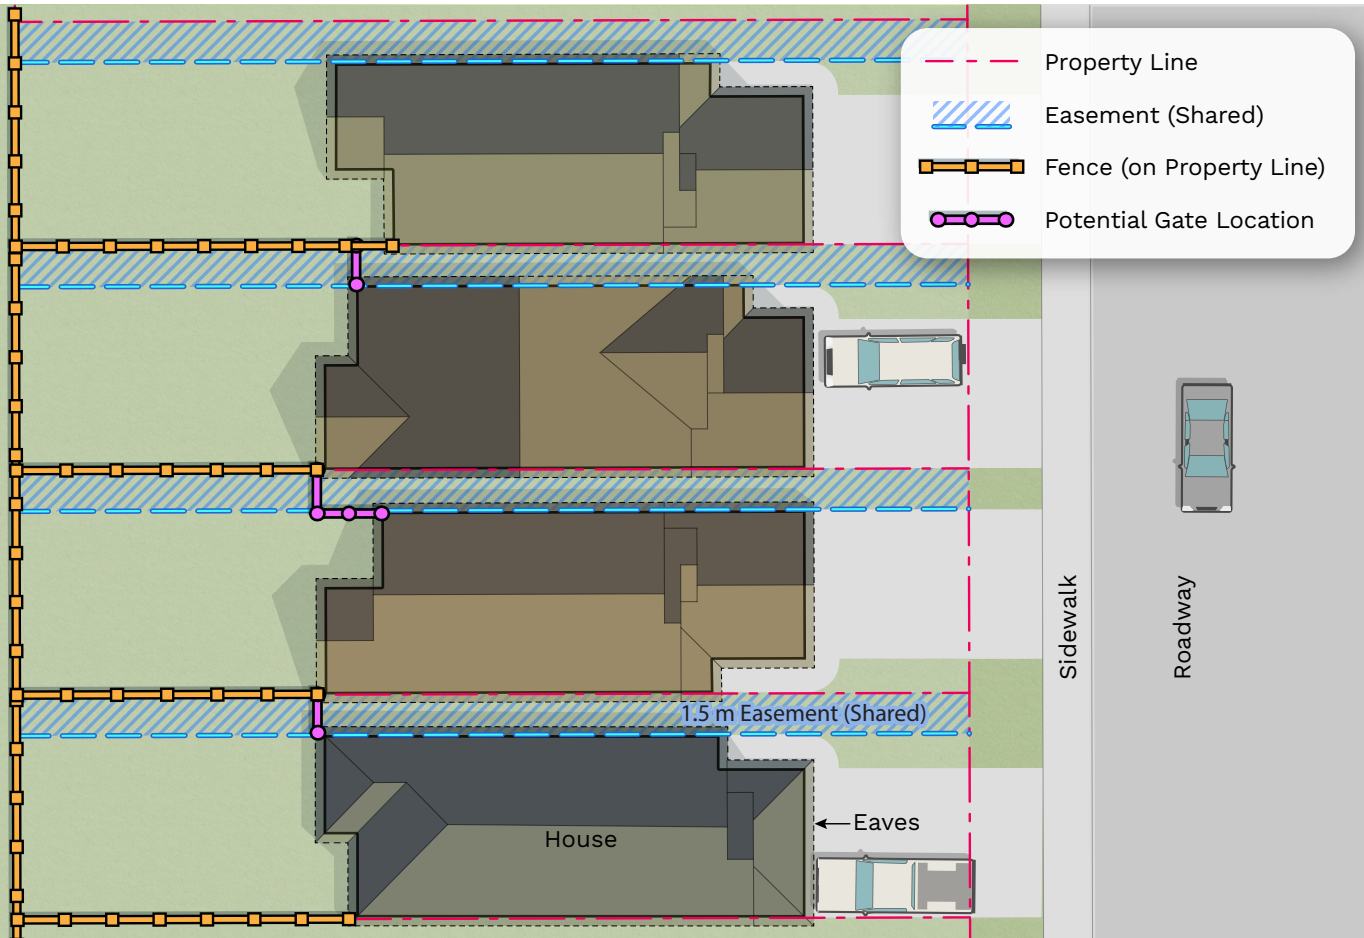 Property Line
Easement (Shared)
Fence (on Property Line)
Potential Gate Location
Sidewalk
Roadway
1.5 m Easement (Shared)
Eaves
House